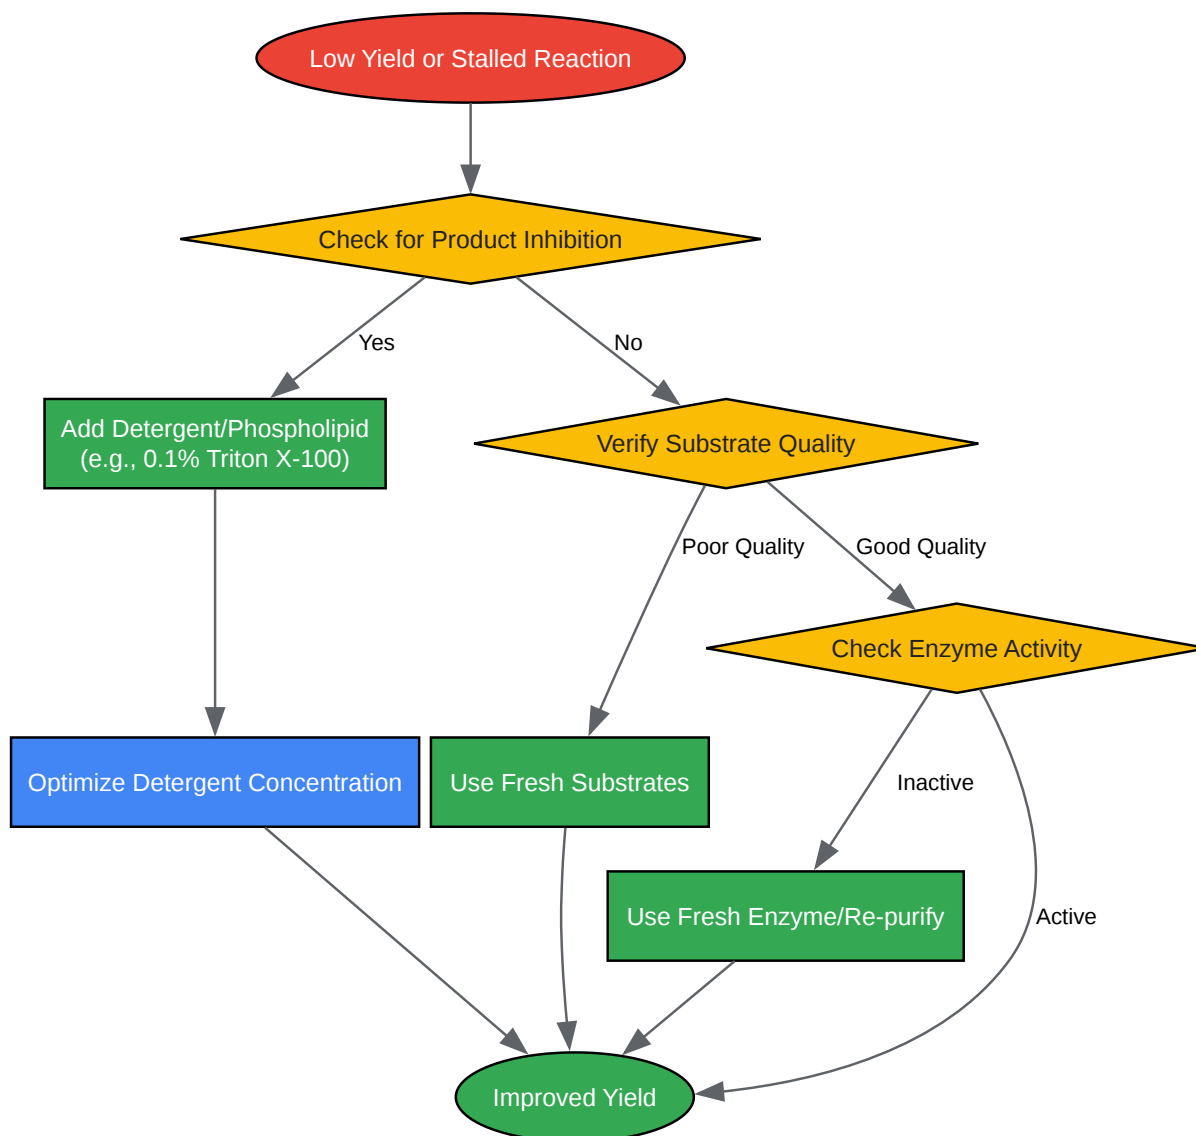 Low Yield or Stalled Reaction
Check for Product Inhibition
Yes
No
Add Detergent/Phospholipid
(e.g., 0.1% Triton X-100)
Verify Substrate Quality
Poor Quality
Good Quality
Check Enzyme Activity
Optimize Detergent Concentration
Use Fresh Substrates
Inactive
Use Fresh Enzyme/Re-purify
Active
Improved Yield